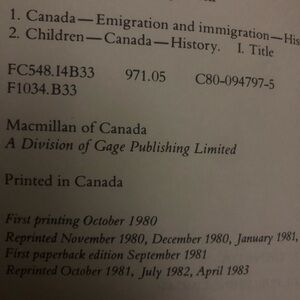 1. Canada—Emigration and immigration—His
2. Children—Canada—History. I. Title
FC548.I4B33 971.05 C80-094797-5
F1034.B33
Macmillan of Canada
A Division of Gage Publishing Limited
Printed in Canada
First printing October 1980
Reprinted November 1980, December 1980, January 1981,
First paperback edition September 1981
Reprinted October 1981, July 1982, April 1983